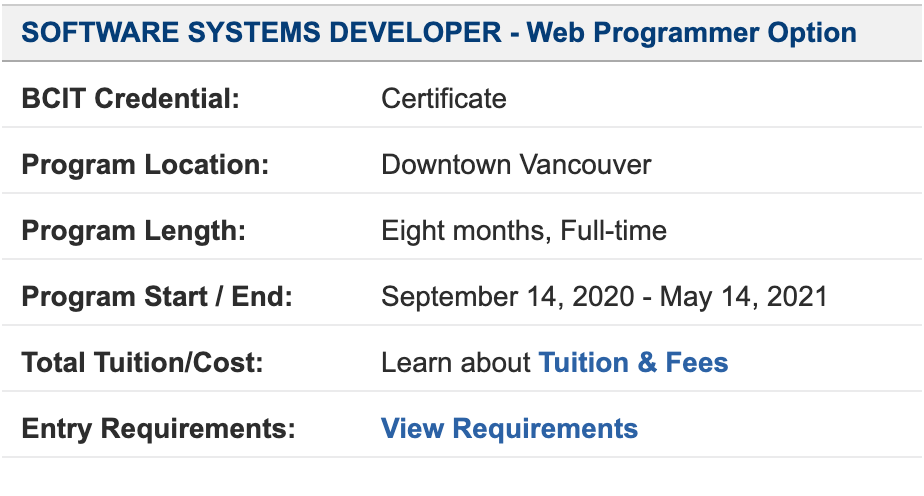 SOFTWARE SYSTEMS DEVELOPER - Web Programmer Option
BCIT Credential: Certificate
Program Location: Downtown Vancouver
Program Length: Eight months, Full-time
Program Start / End: September 14, 2020 - May 14, 2021
Total Tuition/Cost: Learn about Tuition & Fees
Entry Requirements: View Requirements